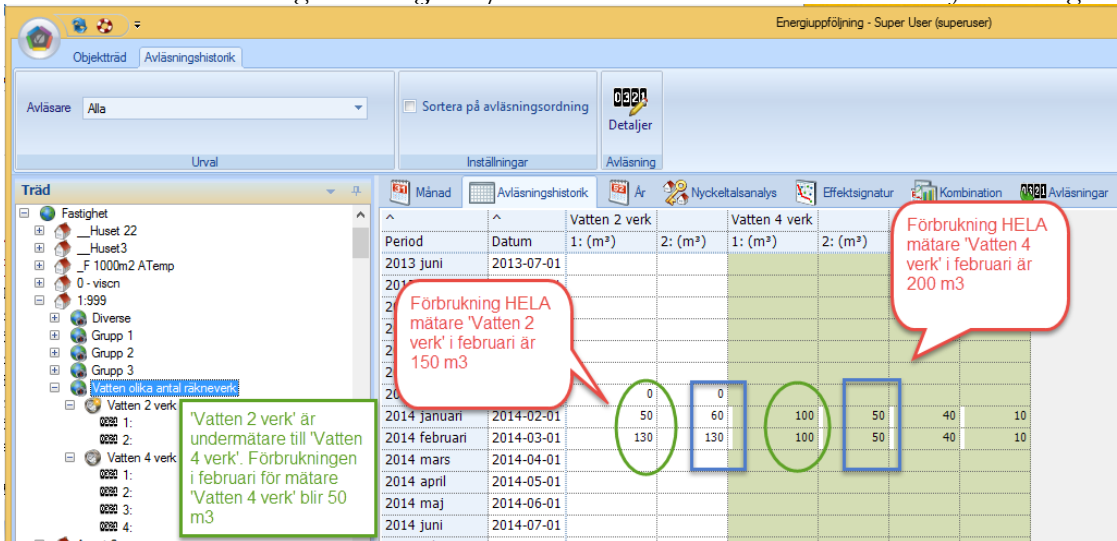 Energiuppföljning - Super User (superuser)
Objektträd Avläsningshistorik
Avläsare Alla
Sortera på avläsningsordning
0321
Detaljer
Urval Inställningar Avläsning
Träd
Månad Avläsningshistorik År Nyckeltalsanalys Effektsignatur Kombination Avläsningar
Fastighet
__Huset 22
__Huset3
_F 1000m2 ATemp
0 - viscn
1:999
Diverse
Grupp 1
Grupp 2
Grupp 3
Vatten olika antal rakneverk
Vatten 2 verk
1:
2:
Vatten 4 verk
1:
2:
3:
4:
'Vatten 2 verk' är
undermätare till 'Vatten
4 verk'. Förbrukningen
i februari för mätare
'Vatten 4 verk' blir 50
m3
Vatten 2 verk Vatten 4 verk
Period Datum 1: (m³) 2: (m³) 1: (m³) 2: (m³)
2013 juni 2013-07-01
0 0
2014 januari 2014-02-01 50 60 100 50 40 10
2014 februari 2014-03-01 130 130 100 50 40 10
2014 mars 2014-04-01
2014 april 2014-05-01
2014 maj 2014-06-01
2014 juni 2014-07-01
Förbrukning HELA
mätare 'Vatten 2
verk' i februari är
150 m3
Förbrukning HELA
mätare 'Vatten 4
verk' i februari är
200 m3